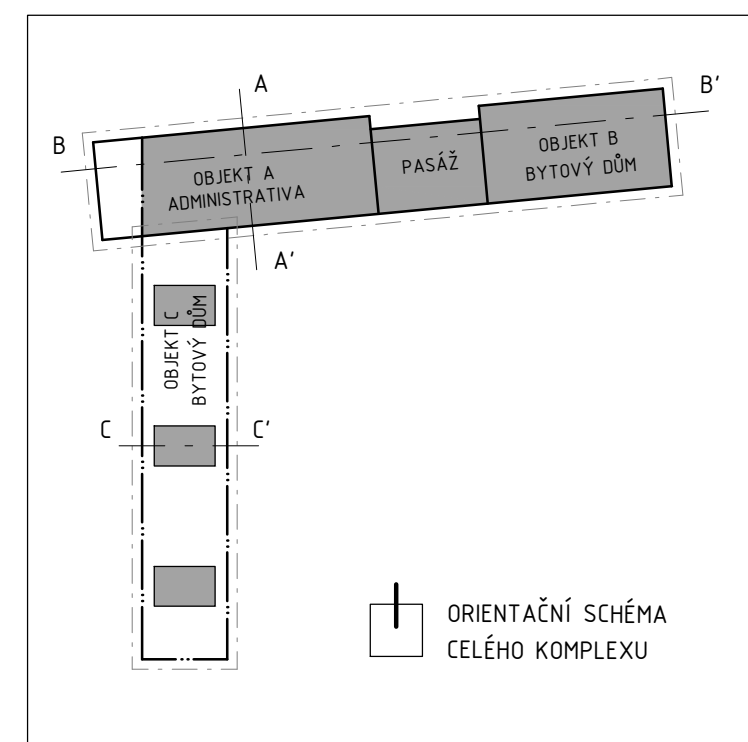 A
B'
B
OBJEKT A
ADMINISTRATIVA
PASÁŽ
OBJEKT B
BYTOVÝ DŮM
A'
OBJEKT C
BYTOVÝ DŮM
C
C'
ORIENTAČNÍ SCHÉMA
CELÉHO KOMPLEXU